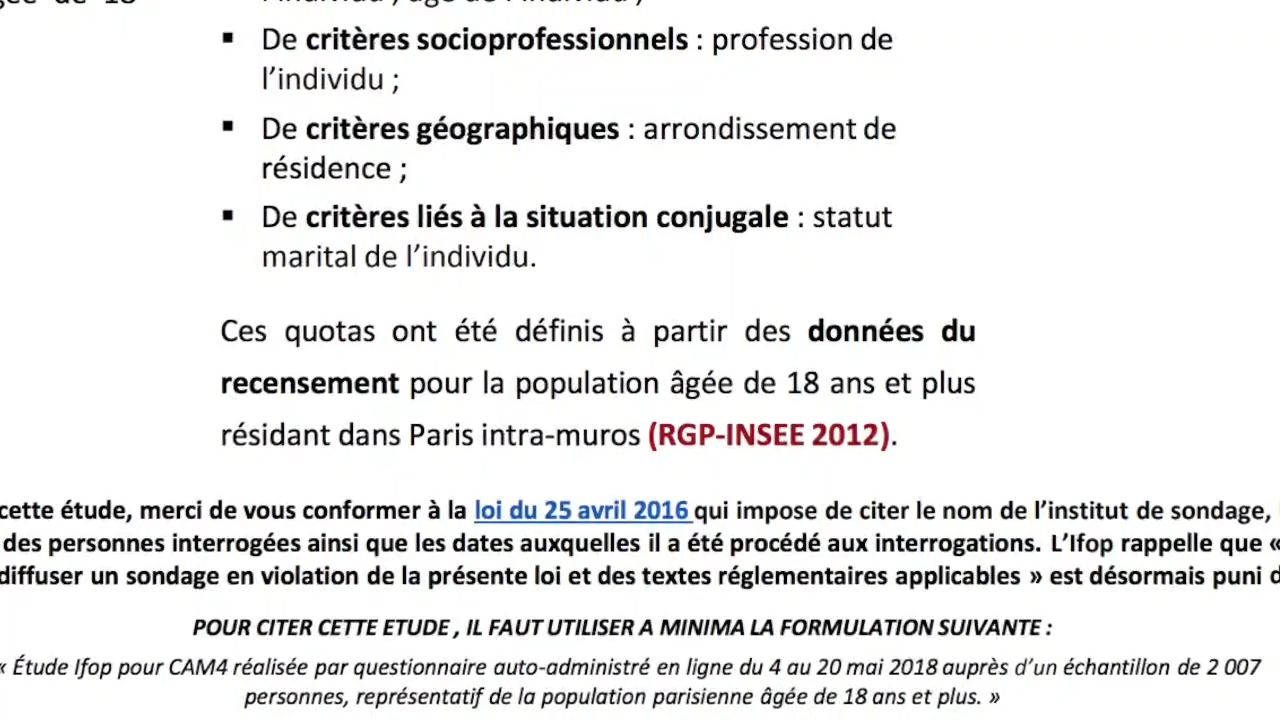 gée de 18
l'individu ; âge de l'individu ;
▪ De critères socioprofessionnels : profession de
l'individu ;
▪ De critères géographiques : arrondissement de
résidence ;
▪ De critères liés à la situation conjugale : statut
marital de l'individu.
Ces quotas ont été définis à partir des données du
recensement pour la population âgée de 18 ans et plus
résidant dans Paris intra-muros (RGP-INSEE 2012).
cette étude, merci de vous conformer à la loi du 25 avril 2016 qui impose de citer le nom de l'institut de sondage,
des personnes interrogées ainsi que les dates auxquelles il a été procédé aux interrogations. L'Ifop rappelle que «
diffuser un sondage en violation de la présente loi et des textes réglementaires applicables » est désormais puni d
POUR CITER CETTE ETUDE , IL FAUT UTILISER A MINIMA LA FORMULATION SUIVANTE :
« Étude Ifop pour CAM4 réalisée par questionnaire auto-administré en ligne du 4 au 20 mai 2018 auprès d'un échantillon de 2 007
personnes, représentatif de la population parisienne âgée de 18 ans et plus. »